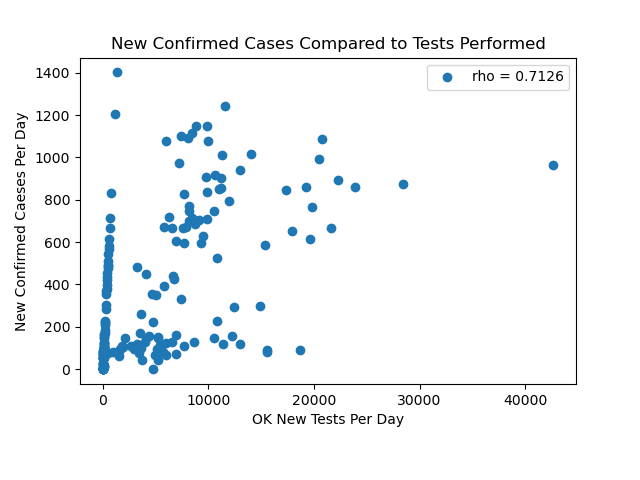 New Confirmed Cases Compared to Tests Performed
rho = 0.7126
1400
1200
1000
800
600
400
200
0
New Confirmed Caeses Per Day
0 10000 20000 30000 40000
OK New Tests Per Day